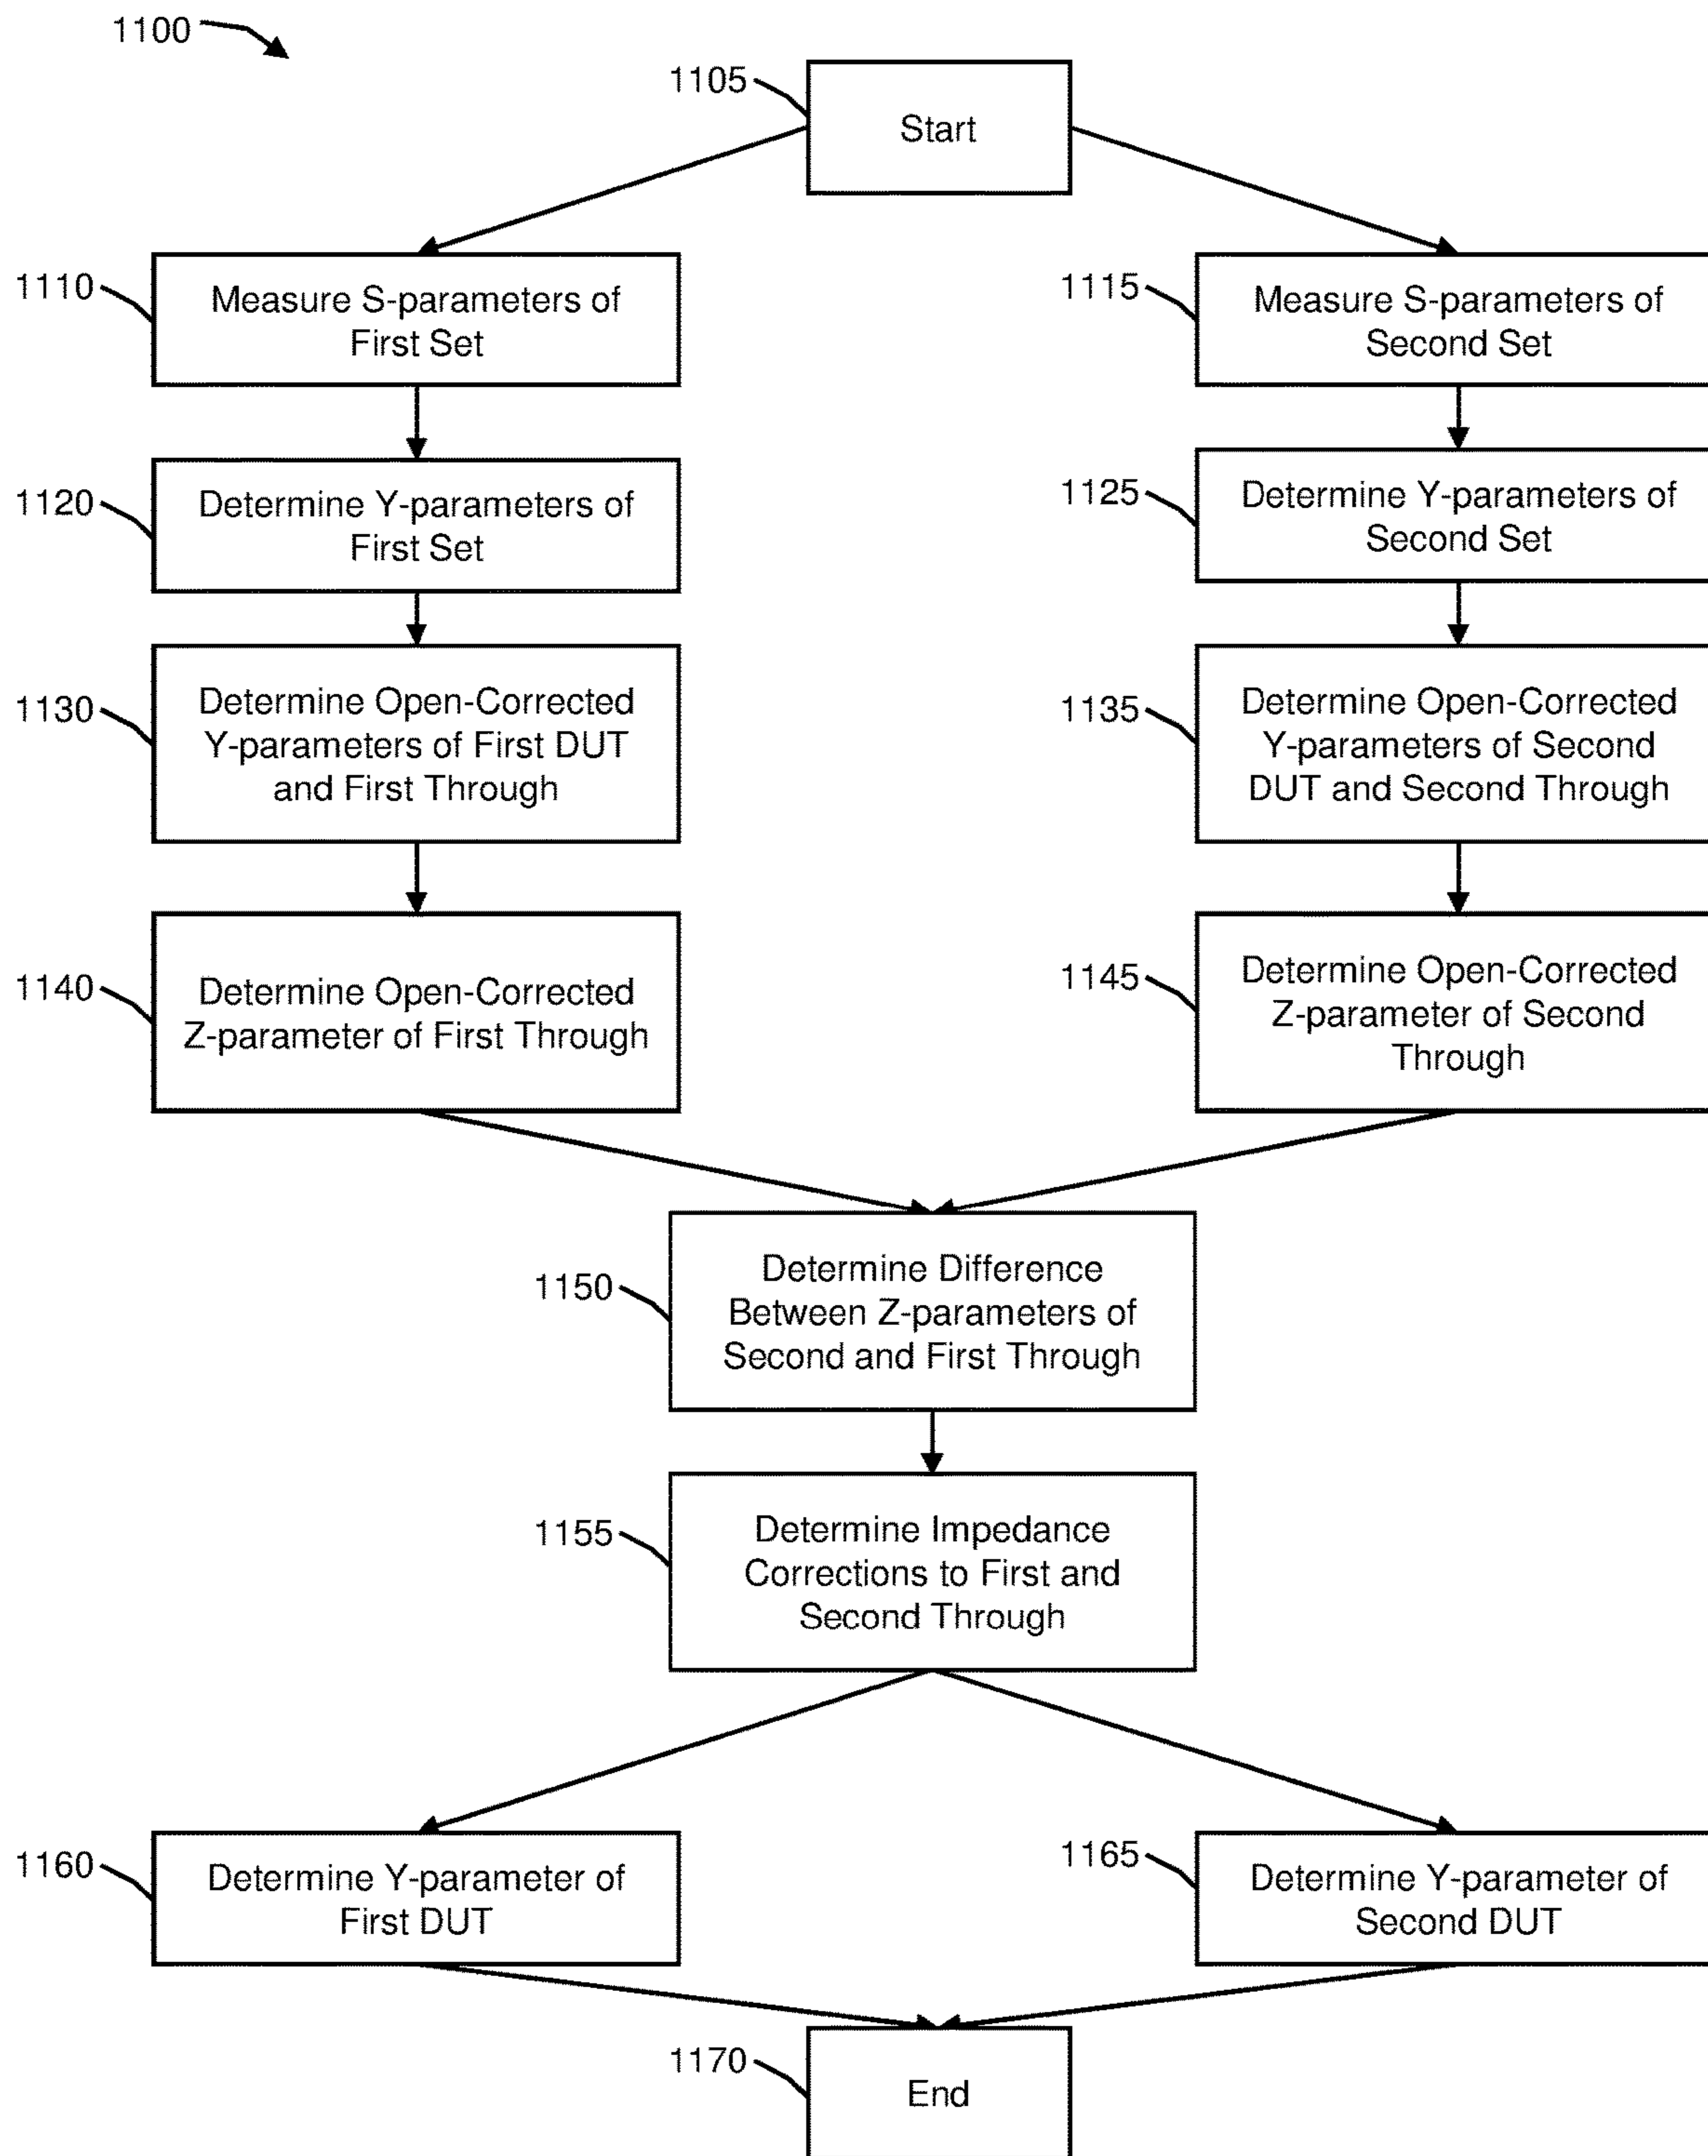 1100
1105
Start
1110
Measure S-parameters of
First Set
1115
Measure S-parameters of
Second Set
1120
Determine Y-parameters of
First Set
1125
Determine Y-parameters of
Second Set
1130
Determine Open-Corrected
Y-parameters of First DUT
and First Through
1135
Determine Open-Corrected
Y-parameters of Second
DUT and Second Through
1140
Determine Open-Corrected
Z-parameter of First Through
1145
Determine Open-Corrected
Z-parameter of Second
Through
1150
Determine Difference
Between Z-parameters of
Second and First Through
1155
Determine Impedance
Corrections to First and
Second Through
1160
Determine Y-parameter of
First DUT
1165
Determine Y-parameter of
Second DUT
1170
End